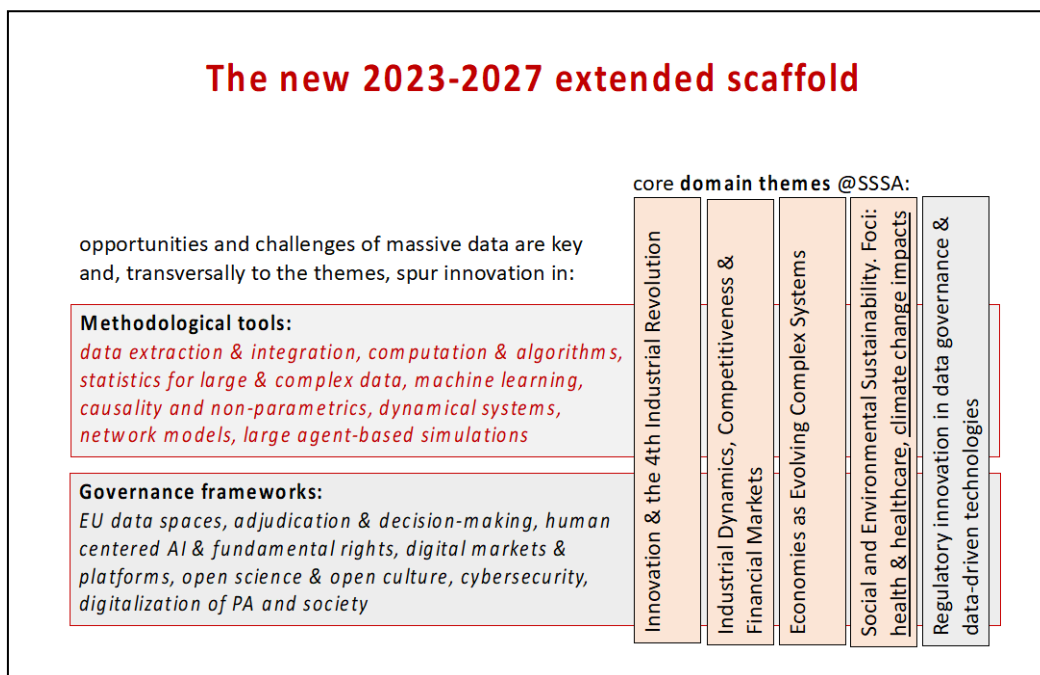 The new 2023-2027 extended scaffold
core domain themes @SSSA:
opportunities and challenges of massive data are key
and, transversally to the themes, spur innovation in:
Methodological tools:
data extraction & integration, computation & algorithms,
statistics for large & complex data, machine learning,
causality and non-parametrics, dynamical systems,
network models, large agent-based simulations
Governance frameworks:
EU data spaces, adjudication & decision-making, human
centered AI & fundamental rights, digital markets &
platforms, open science & open culture, cybersecurity,
digitalization of PA and society
Innovation & the 4th Industrial Revolution
Industrial Dynamics, Competitiveness &
Financial Markets
Economies as Evolving Complex Systems
Social and Environmental Sustainability. Foci:
health & healthcare, climate change impacts
Regulatory innovation in data governance &
data-driven technologies